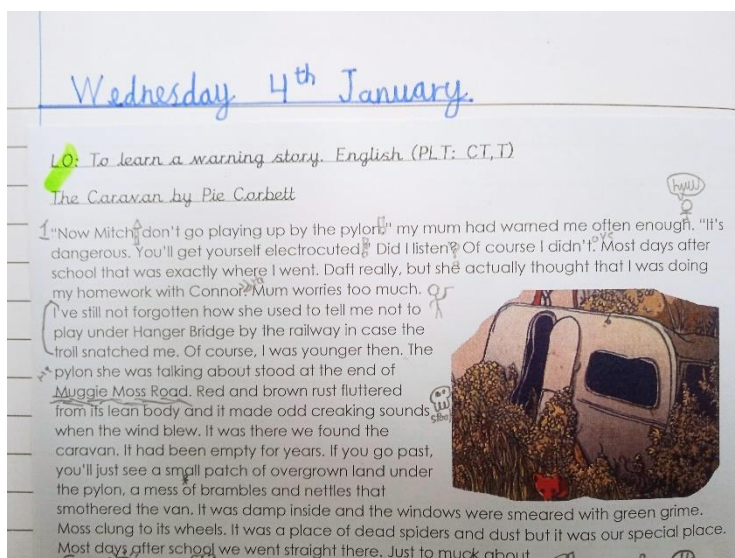 Wednesday 4th January.
LO: To learn a warning story. English (PLT: CT,T)
The Caravan by Pie Corbett
1 "Now Mitch, don't go playing up by the pylon!" my mum had warned me often enough. "It's
dangerous. You'll get yourself electrocuted!" Did I listen? Of course I didn't. Most days after
school that was exactly where I went. Daft really, but she actually thought that I was doing
my homework with Connor. Mum worries too much.
I've still not forgotten how she used to tell me not to
play under Hanger Bridge by the railway in case the
troll snatched me. Of course, I was younger then. The
pylon she was talking about stood at the end of
Muggie Moss Road. Red and brown rust fluttered
from its lean body and it made odd creaking sounds
when the wind blew. It was there we found the
caravan. It had been empty for years. If you go past,
you'll just see a small patch of overgrown land under
the pylon, a mess of brambles and nettles that
smothered the van. It was damp inside and the windows were smeared with green grime.
Moss clung to its wheels. It was a place of dead spiders and dust but it was our special place.
Most days after school we went straight there. Just to muck about